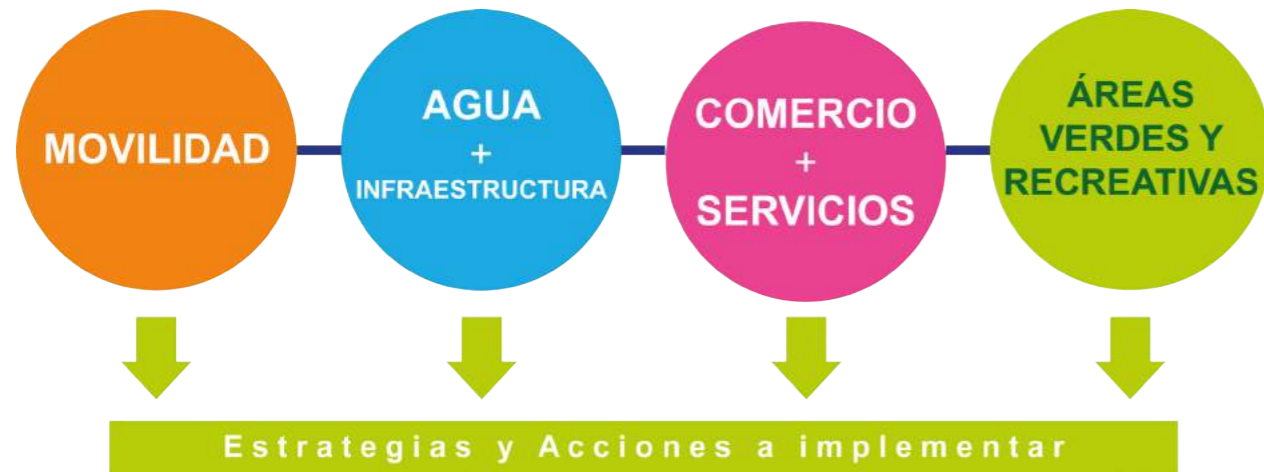 MOVILIDAD
AGUA
+
INFRAESTRUCTURA
COMERCIO
+
SERVICIOS
ÁREAS
VERDES Y
RECREATIVAS
Estrategias y Acciones a implementar